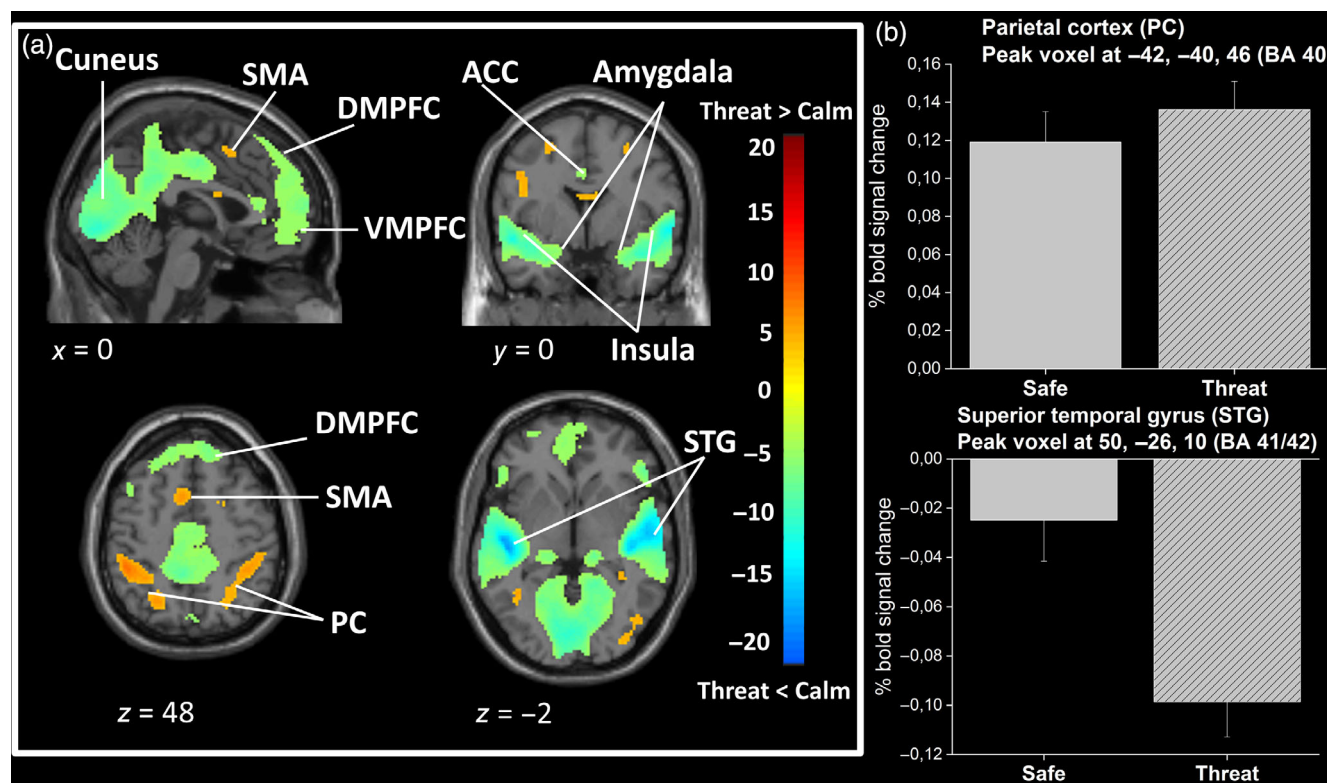 (a)
Cuneus
SMA
DMPFC
VMPFC
x = 0
ACC
Amygdala
Insula
y = 0
DMPFC
SMA
PC
z = 48
STG
z = −2
Threat > Calm
20
15
10
5
0
−5
−10
−15
−20
Threat < Calm
(b)
Parietal cortex (PC)
Peak voxel at −42, −40, 46 (BA 40
% bold signal change
0,16
0,14
0,12
0,10
0,08
0,06
0,04
0,02
0,00
Safe Threat
Superior temporal gyrus (STG)
Peak voxel at 50, −26, 10 (BA 41/42)
% bold signal change
0,00
−0,02
−0,04
−0,06
−0,08
−0,10
−0,12
Safe Threat